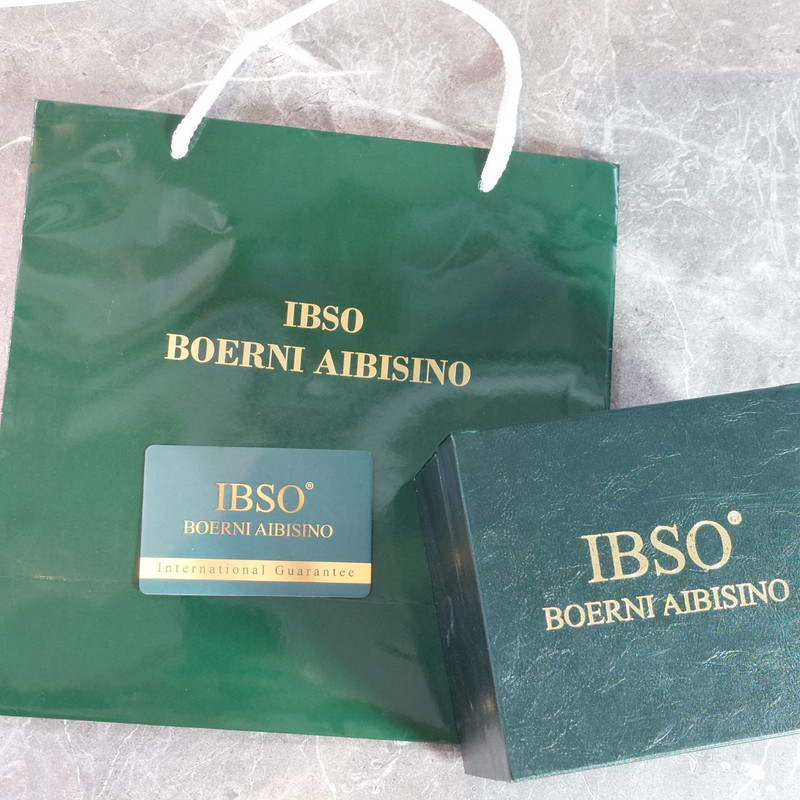 IBSO
BOERNI AIBISINO
IBSO®
BOERNI AIBISINO
International Guarantee
IBSO®
BOERNI AIBISINO